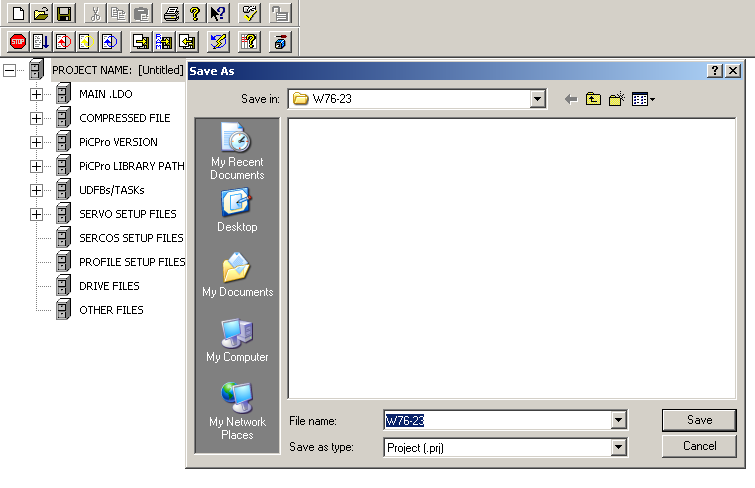 STOP
PROJECT NAME: [Untitled]
Save As
MAIN .LDO
COMPRESSED FILE
PiCPro VERSION
PiCPro LIBRARY PATH
UDFBs/TASKs
SERVO SETUP FILES
SERCOS SETUP FILES
PROFILE SETUP FILES
DRIVE FILES
OTHER FILES
Save in: W76-23
My Recent
Documents
Desktop
My Documents
My Computer
My Network
Places
File name: W76-23 Save
Save as type: Project (.prj) Cancel